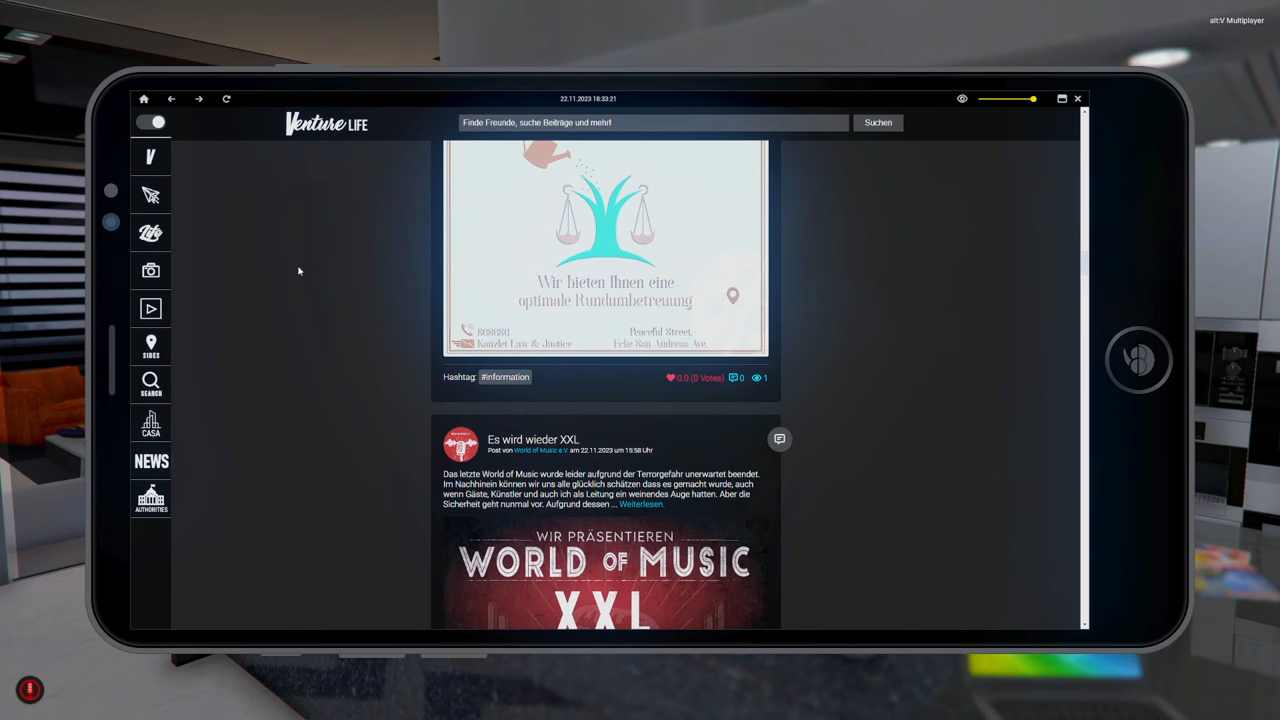 alt:V Multiplayer
22.11.2023 18:33:21
Venture LIFE
Finde Freunde, suche Beiträge und mehr!
Suchen
V
Life
SIDES
SEARCH
CASA
NEWS
AUTHORITIES
Wir bieten Ihnen eine
optimale Rundumbetreuung
868686
Kanzlei Law & Justice
Peaceful Street,
Ecke San Andreas Ave.
Hashtag: #information
0,0 (0 Votes) 0 1
Es wird wieder XXL
Post von World of Music e.V. am 22.11.2023 um 15:58 Uhr
Das letzte World of Music wurde leider aufgrund der Terrorgefahr unerwartet beendet.
Im Nachhinein können wir uns alle glücklich schätzen dass es gemacht wurde, auch
wenn Gäste, Künstler und auch ich als Leitung ein weinendes Auge hatten. Aber die
Sicherheit geht nunmal vor. Aufgrund dessen ... Weiterlesen.
WIR PRÄSENTIEREN
WORLD OF MUSIC
XXL